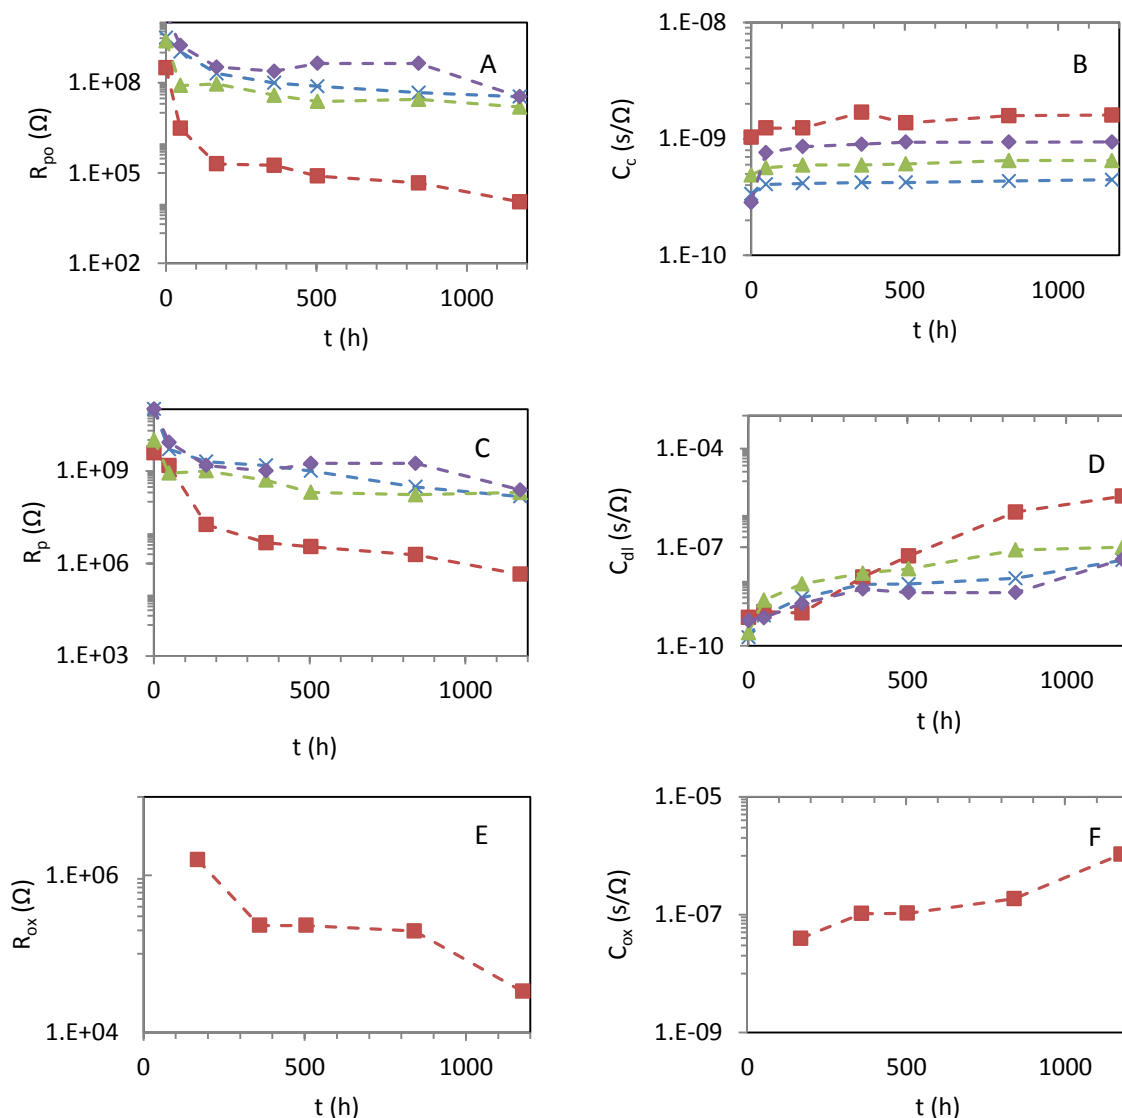 A
R_po (Ω)
1.E+08
1.E+05
1.E+02
0 500 1000
t (h)
B
C_c (s/Ω)
1.E-08
1.E-09
1.E-10
0 500 1000
t (h)
C
R_p (Ω)
1.E+09
1.E+06
1.E+03
0 500 1000
t (h)
D
C_dl (s/Ω)
1.E-04
1.E-07
1.E-10
0 500 1000
t (h)
E
R_ox (Ω)
1.E+06
1.E+04
0 500 1000
t (h)
F
C_ox (s/Ω)
1.E-05
1.E-07
1.E-09
0 500 1000
t (h)